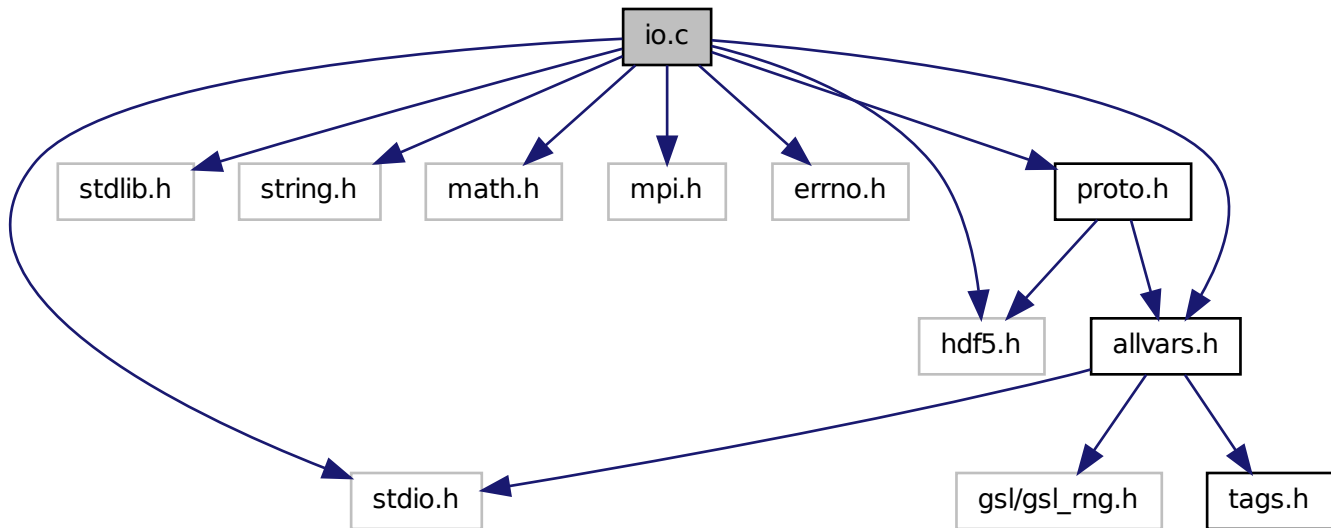 io.c
stdlib.h
string.h
math.h
mpi.h
errno.h
proto.h
hdf5.h
allvars.h
stdio.h
gsl/gsl_rng.h
tags.h